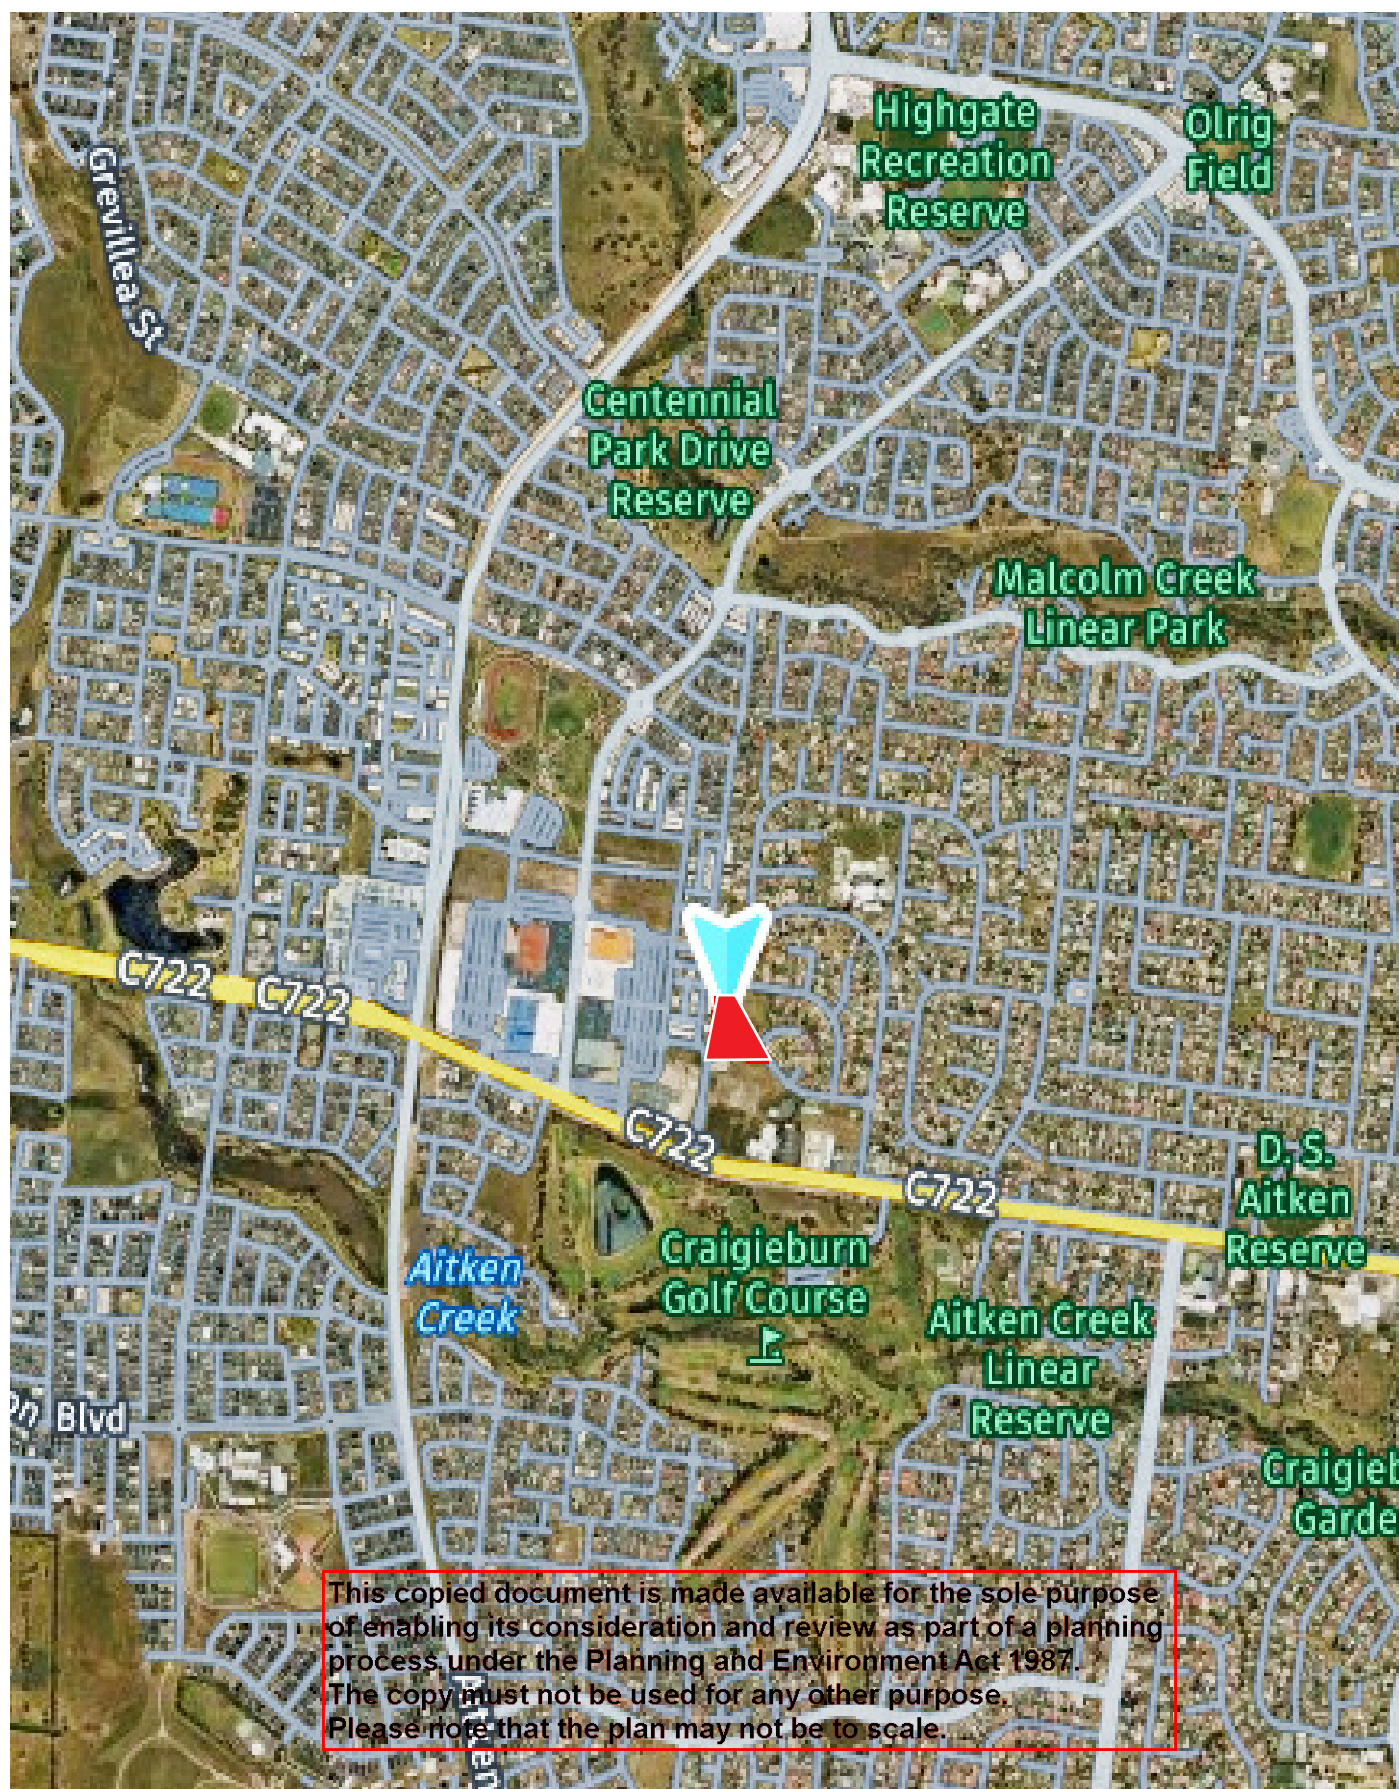 Highgate
Recreation
Reserve
Olrig
Field
Grevillea St
Centennial
Park Drive
Reserve
Malcolm Creek
Linear Park
C722
C722
C722
C722
D. S.
Aitken
Reserve
Craigieburn
Golf Course
Aitken
Creek
Aitken Creek
Linear
Reserve
Blvd
Craigieb
Garde
This copied document is made available for the sole purpose
of enabling its consideration and review as part of a planning
process under the Planning and Environment Act 1987.
The copy must not be used for any other purpose.
Please note that the plan may not be to scale.
Aitken